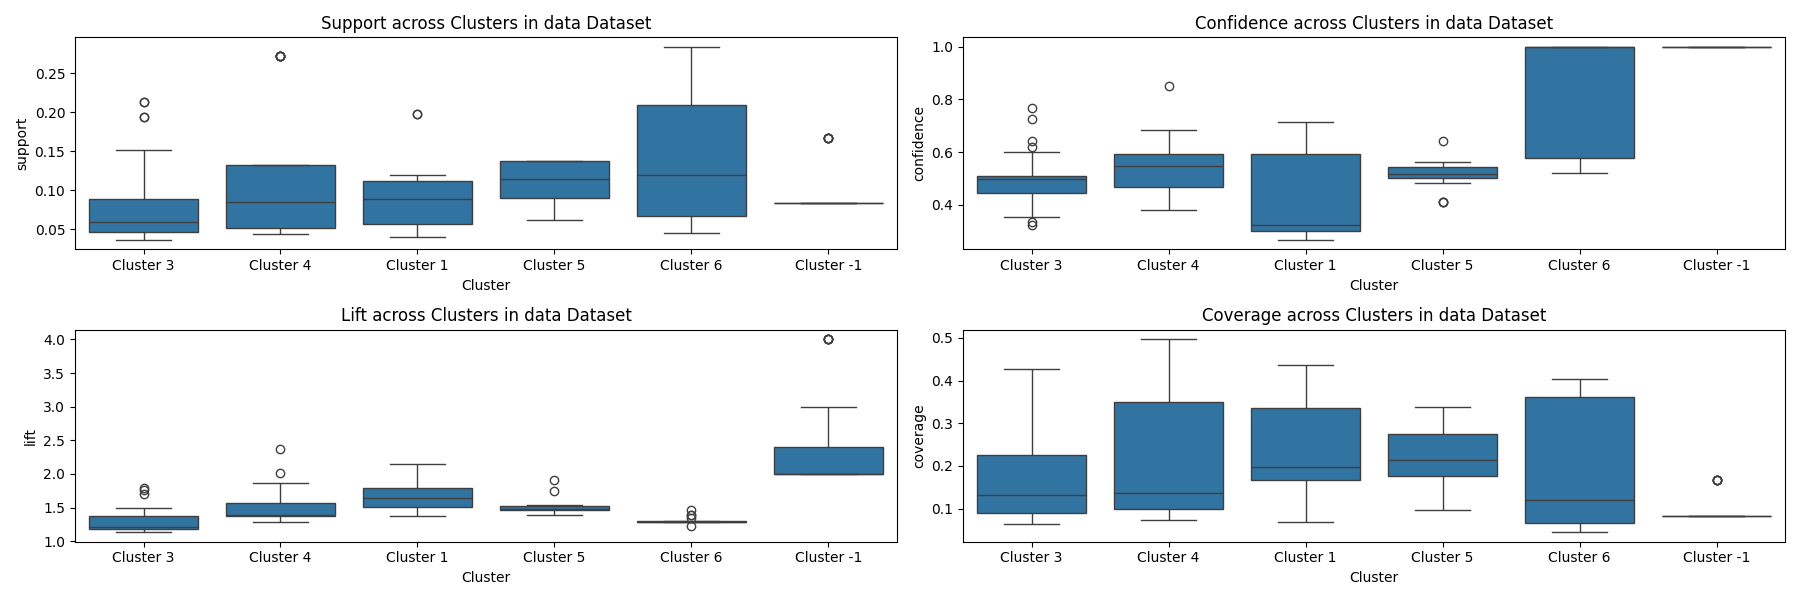 Support across Clusters in data Dataset
support
0.25
0.20
0.15
0.10
0.05
Cluster 3 Cluster 4 Cluster 1 Cluster 5 Cluster 6 Cluster -1
Cluster
Confidence across Clusters in data Dataset
confidence
1.0
0.8
0.6
0.4
Cluster 3 Cluster 4 Cluster 1 Cluster 5 Cluster 6 Cluster -1
Cluster
Lift across Clusters in data Dataset
lift
4.0
3.5
3.0
2.5
2.0
1.5
1.0
Cluster 3 Cluster 4 Cluster 1 Cluster 5 Cluster 6 Cluster -1
Cluster
Coverage across Clusters in data Dataset
coverage
0.5
0.4
0.3
0.2
0.1
Cluster 3 Cluster 4 Cluster 1 Cluster 5 Cluster 6 Cluster -1
Cluster